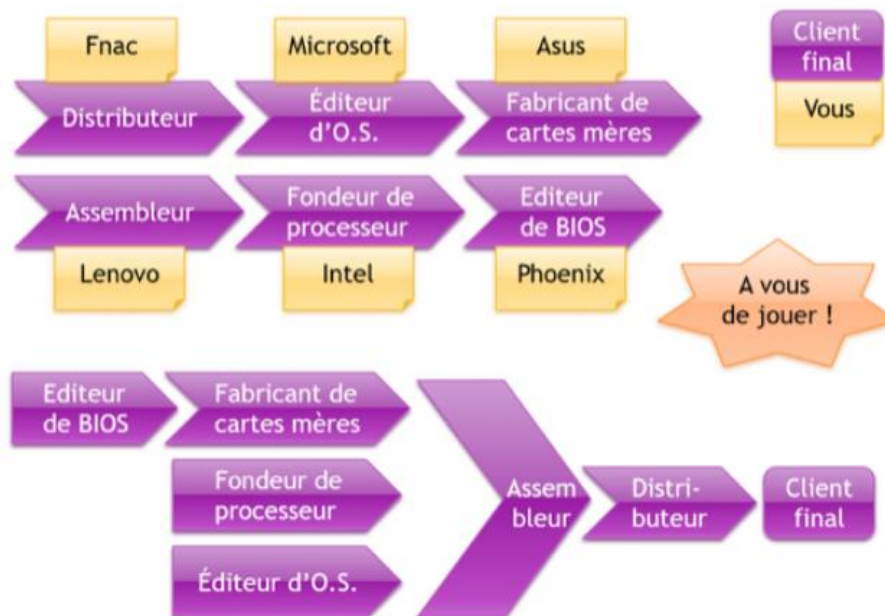 Fnac
Microsoft
Asus
Client
final
Distributeur
Éditeur
d'O.S.
Fabricant de
cartes mères
Vous
Assembleur
Fondeur de
processeur
Editeur
de BIOS
Lenovo
Intel
Phoenix
A vous
de jouer !
Editeur
de BIOS
Fabricant de
cartes mères
Fondeur de
processeur
Éditeur d'O.S.
Assem
bleur
Distri-
buteur
Client
final